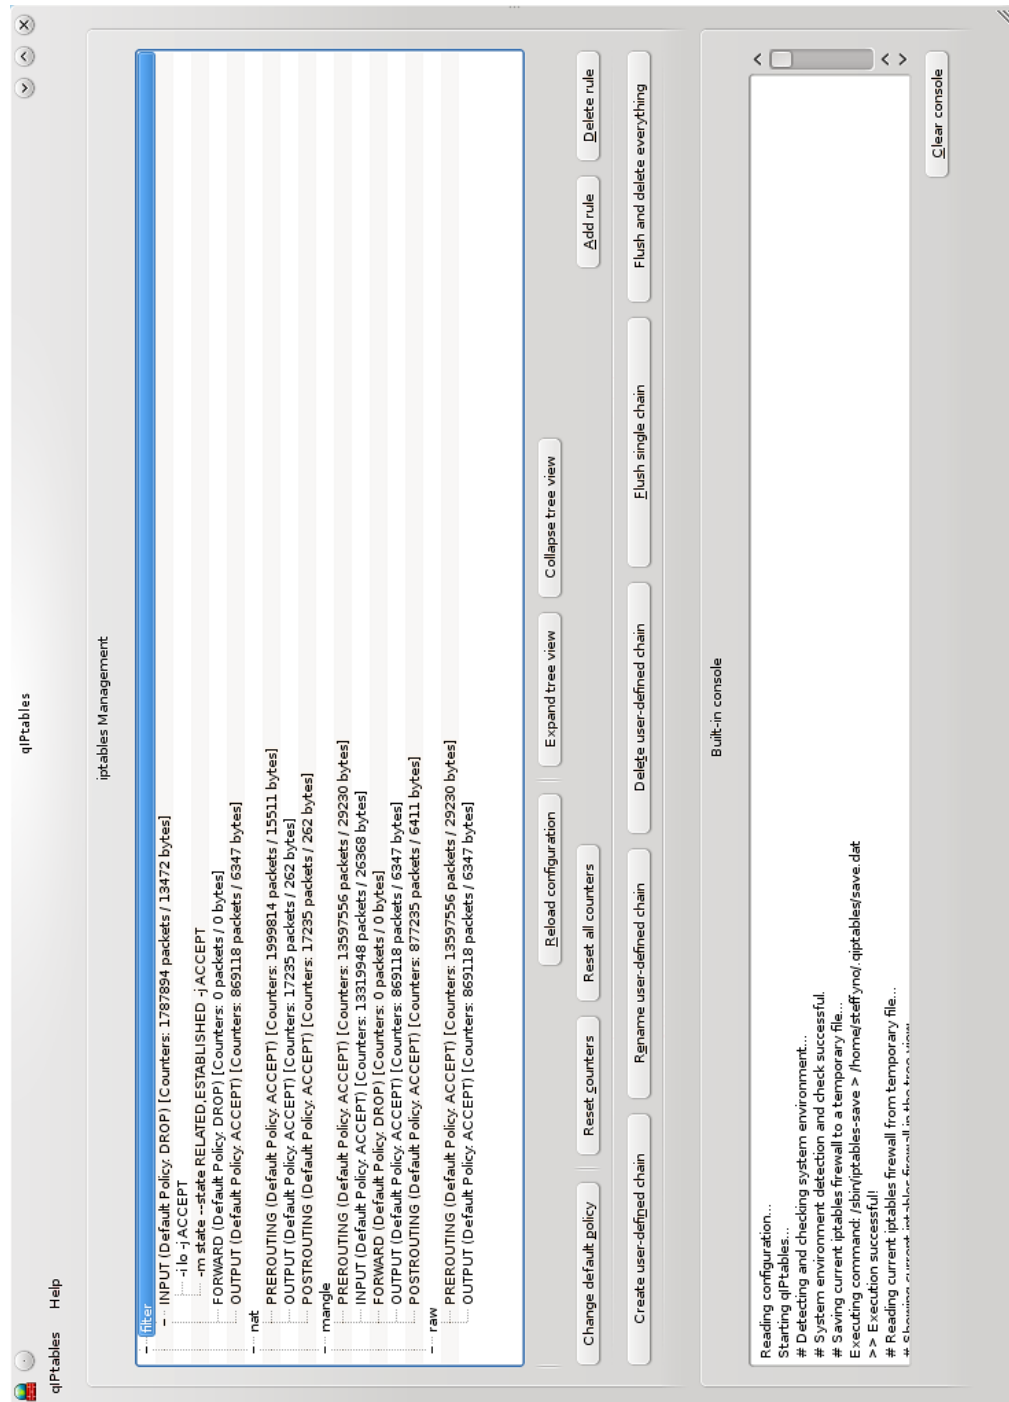 qIPtables
qIPtables Help
iptables Management
filter
INPUT (Default Policy: DROP) [Counters: 1787894 packets / 13472 bytes]
-i lo -j ACCEPT
-m state --state RELATED,ESTABLISHED -j ACCEPT
FORWARD (Default Policy: DROP) [Counters: 0 packets / 0 bytes]
OUTPUT (Default Policy: ACCEPT) [Counters: 869118 packets / 6347 bytes]
nat
PREROUTING (Default Policy: ACCEPT) [Counters: 1999814 packets / 15511 bytes]
OUTPUT (Default Policy: ACCEPT) [Counters: 17235 packets / 262 bytes]
POSTROUTING (Default Policy: ACCEPT) [Counters: 17235 packets / 262 bytes]
mangle
PREROUTING (Default Policy: ACCEPT) [Counters: 13597556 packets / 29230 bytes]
INPUT (Default Policy: ACCEPT) [Counters: 13319948 packets / 26368 bytes]
FORWARD (Default Policy: DROP) [Counters: 0 packets / 0 bytes]
OUTPUT (Default Policy: ACCEPT) [Counters: 869118 packets / 6347 bytes]
POSTROUTING (Default Policy: ACCEPT) [Counters: 877235 packets / 6411 bytes]
raw
PREROUTING (Default Policy: ACCEPT) [Counters: 13597556 packets / 29230 bytes]
OUTPUT (Default Policy: ACCEPT) [Counters: 869118 packets / 6347 bytes]
Reload configuration Expand tree view Collapse tree view
Change default policy Reset counters Reset all counters Add rule Delete rule
Create user-defined chain Rename user-defined chain Delete user-defined chain Flush single chain Flush and delete everything
Built-in console
Reading configuration...
Starting qIPtables...
# Detecting and checking system environment...
# System environment detection and check successful.
# Saving current iptables firewall to a temporary file...
Executing command: /sbin/iptables-save > /home/steffyno/.qiptables/save.dat
>> Execution successful!
# Reading current iptables firewall from temporary file...
# Showing current iptables firewall in the tree view
Clear console